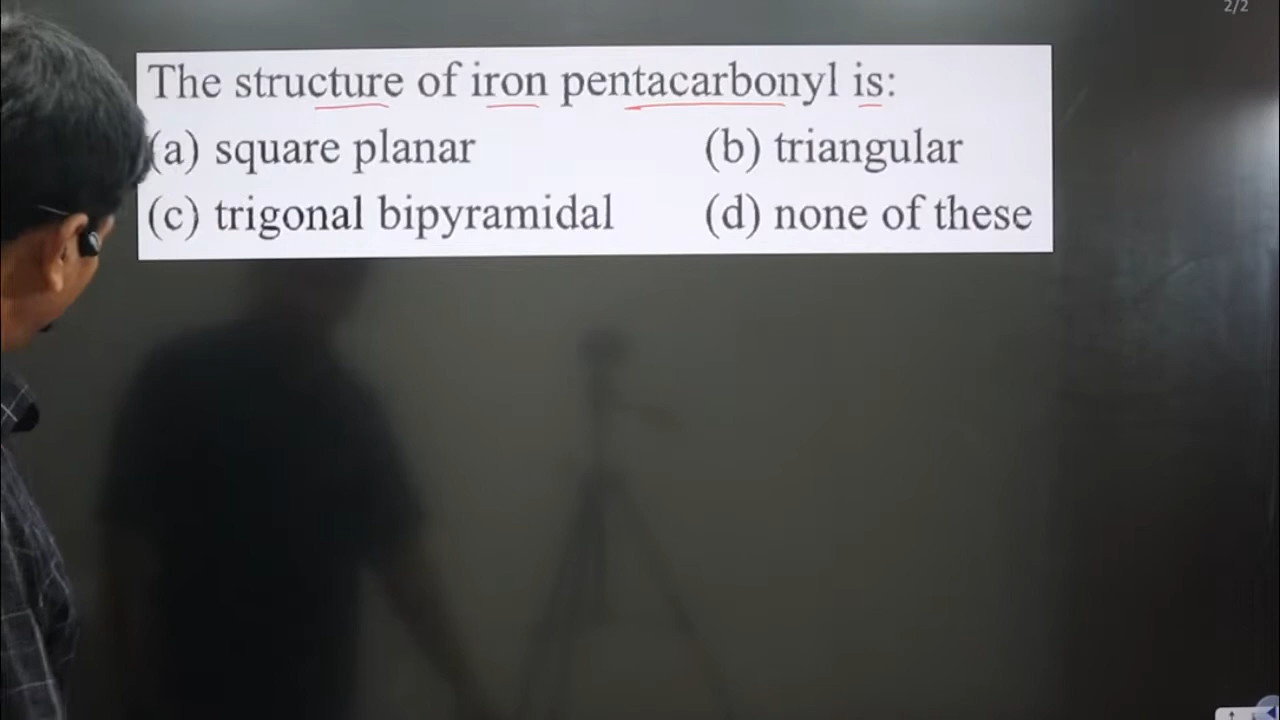 2/2
The structure of iron pentacarbonyl is:
(a) square planar (b) triangular
(c) trigonal bipyramidal (d) none of these